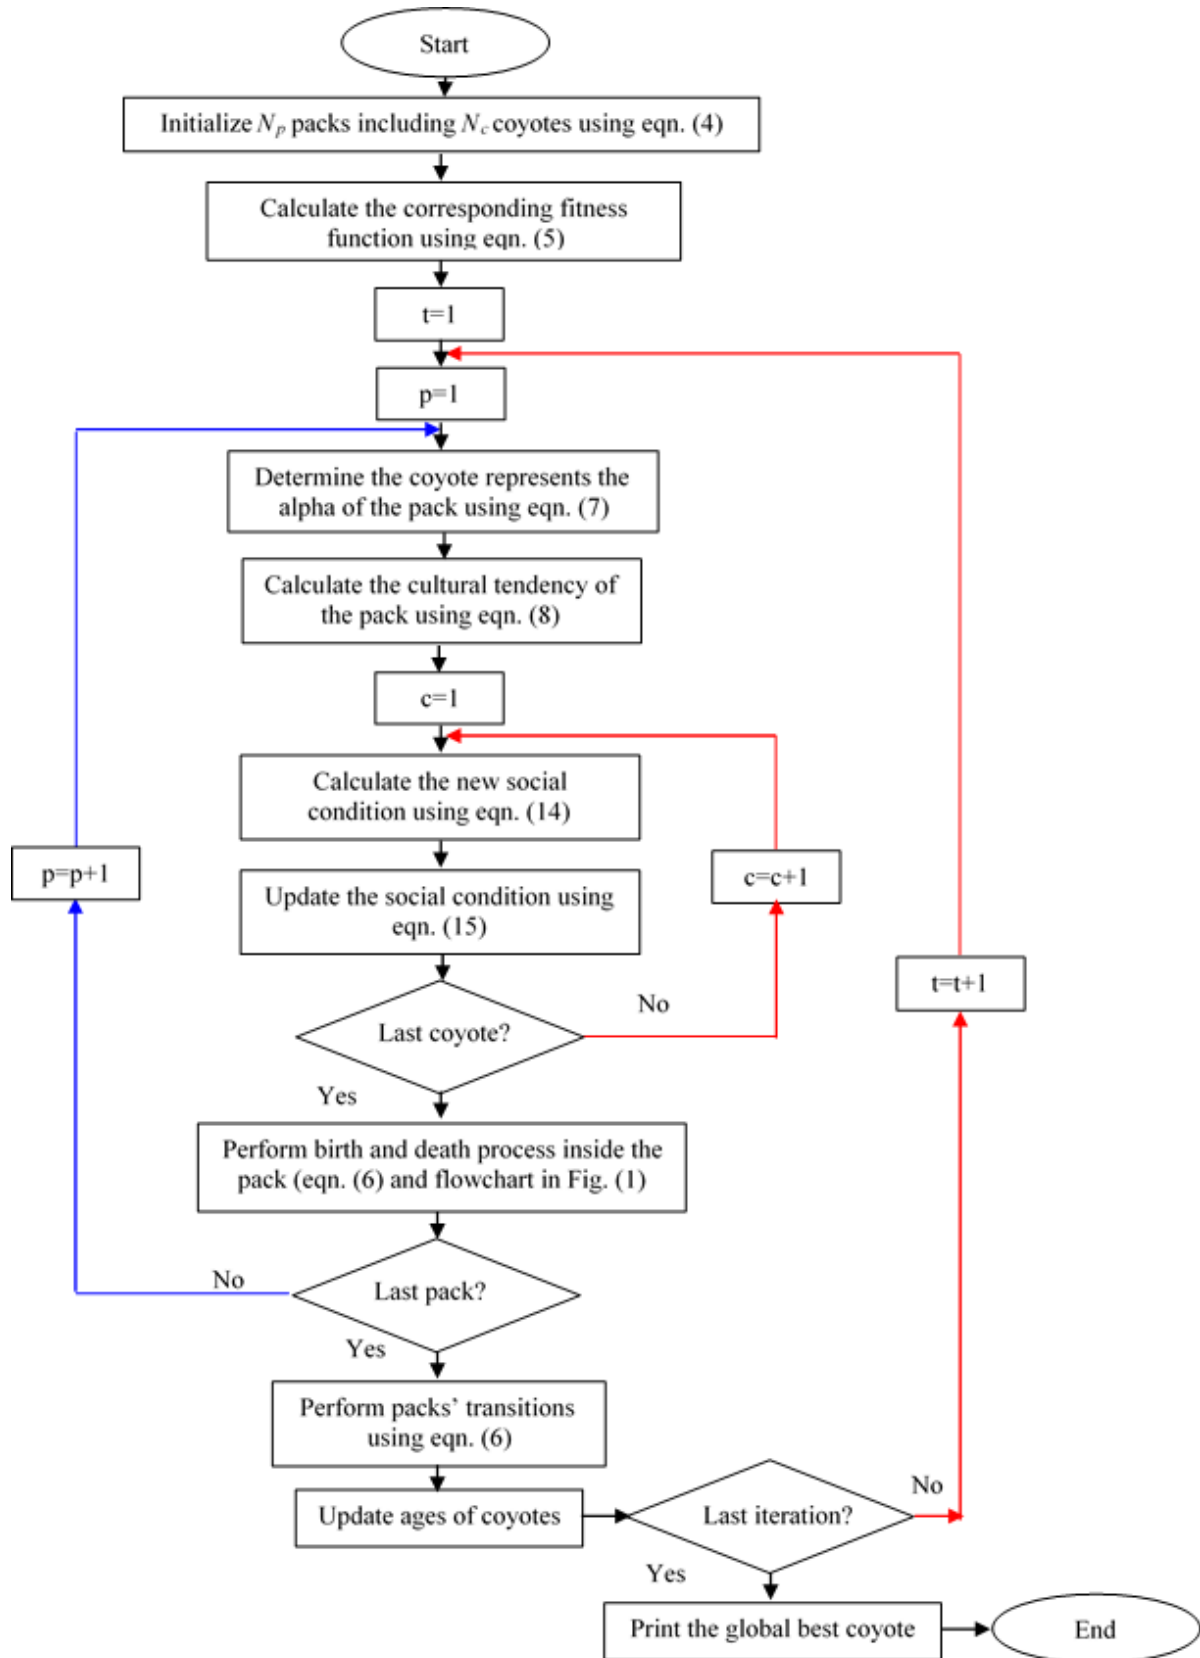 Start
Initialize Np packs including Nc coyotes using eqn. (4)
Calculate the corresponding fitness
function using eqn. (5)
t=1
p=1
Determine the coyote represents the
alpha of the pack using eqn. (7)
Calculate the cultural tendency of
the pack using eqn. (8)
c=1
Calculate the new social
condition using eqn. (14)
p=p+1
c=c+1
Update the social condition using
eqn. (15)
t=t+1
No
Last coyote?
Yes
Perform birth and death process inside the
pack (eqn. (6) and flowchart in Fig. (1)
No
Last pack?
Yes
Perform packs’ transitions
using eqn. (6)
No
Update ages of coyotes
Last iteration?
Yes
Print the global best coyote
End